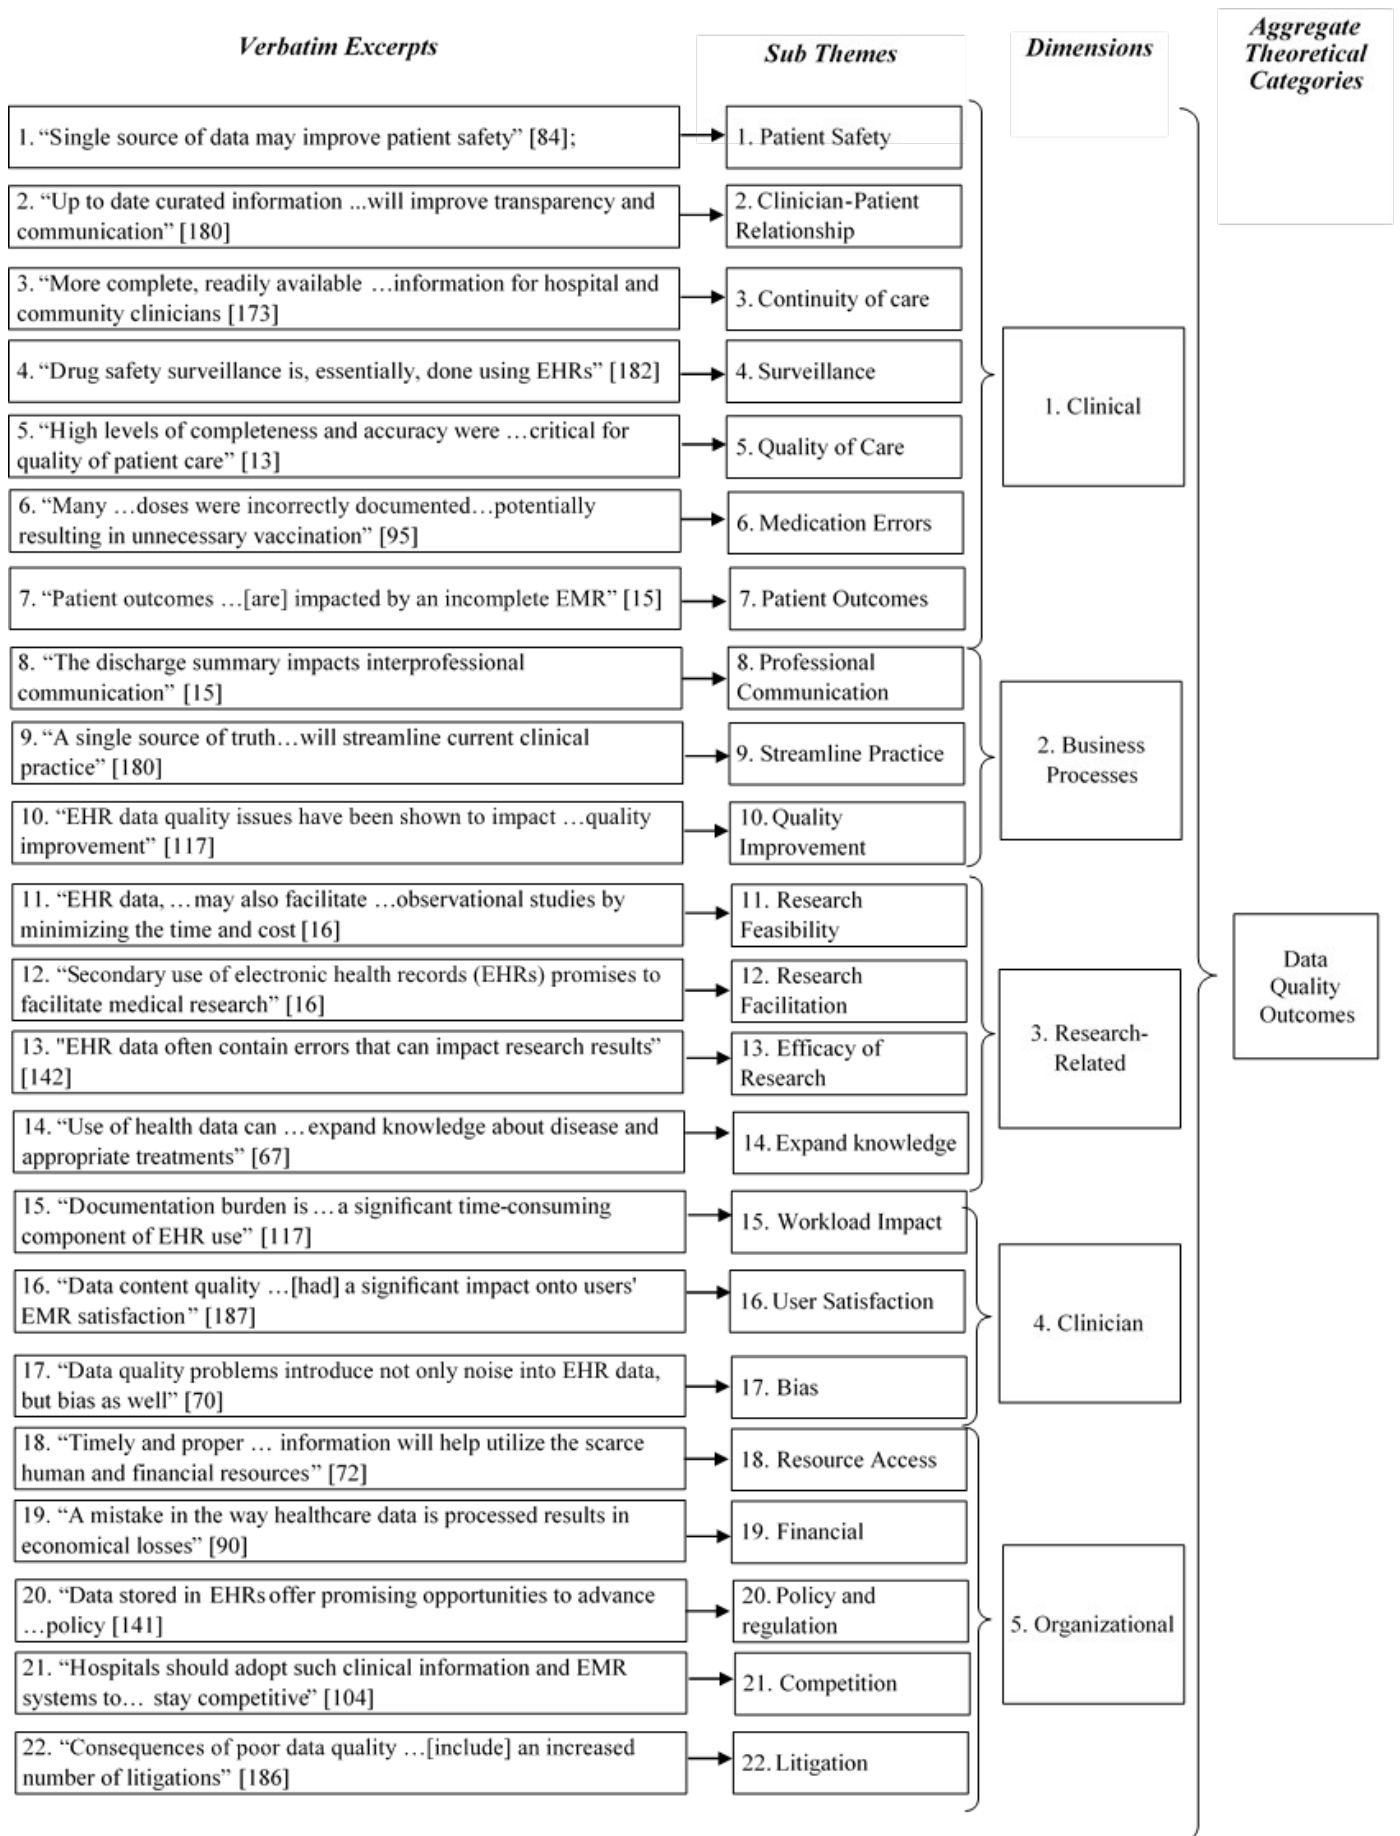 Verbatim Excerpts
Sub Themes
Dimensions
Aggregate
Theoretical
Categories
1. “Single source of data may improve patient safety” [84];
1. Patient Safety
2. “Up to date curated information ...will improve transparency and
communication” [180]
2. Clinician-Patient
Relationship
3. “More complete, readily available …information for hospital and
community clinicians [173]
3. Continuity of care
4. “Drug safety surveillance is, essentially, done using EHRs” [182]
4. Surveillance
5. “High levels of completeness and accuracy were …critical for
quality of patient care” [13]
5. Quality of Care
6. “Many …doses were incorrectly documented…potentially
resulting in unnecessary vaccination” [95]
6. Medication Errors
7. “Patient outcomes …[are] impacted by an incomplete EMR” [15]
7. Patient Outcomes
1. Clinical
8. “The discharge summary impacts interprofessional
communication” [15]
8. Professional
Communication
9. “A single source of truth…will streamline current clinical
practice” [180]
9. Streamline Practice
10. “EHR data quality issues have been shown to impact …quality
improvement” [117]
10. Quality
Improvement
2. Business
Processes
11. “EHR data, …may also facilitate …observational studies by
minimizing the time and cost [16]
11. Research
Feasibility
12. “Secondary use of electronic health records (EHRs) promises to
facilitate medical research” [16]
12. Research
Facilitation
13. "EHR data often contain errors that can impact research results”
[142]
13. Efficacy of
Research
14. “Use of health data can …expand knowledge about disease and
appropriate treatments” [67]
14. Expand knowledge
3. Research-
Related
15. “Documentation burden is …a significant time-consuming
component of EHR use” [117]
15. Workload Impact
16. “Data content quality …[had] a significant impact onto users'
EMR satisfaction” [187]
16. User Satisfaction
17. “Data quality problems introduce not only noise into EHR data,
but bias as well” [70]
17. Bias
4. Clinician
18. “Timely and proper … information will help utilize the scarce
human and financial resources” [72]
18. Resource Access
19. “A mistake in the way healthcare data is processed results in
economical losses” [90]
19. Financial
20. “Data stored in EHRs offer promising opportunities to advance
…policy [141]
20. Policy and
regulation
21. “Hospitals should adopt such clinical information and EMR
systems to… stay competitive” [104]
21. Competition
22. “Consequences of poor data quality …[include] an increased
number of litigations” [186]
22. Litigation
5. Organizational
Data
Quality
Outcomes